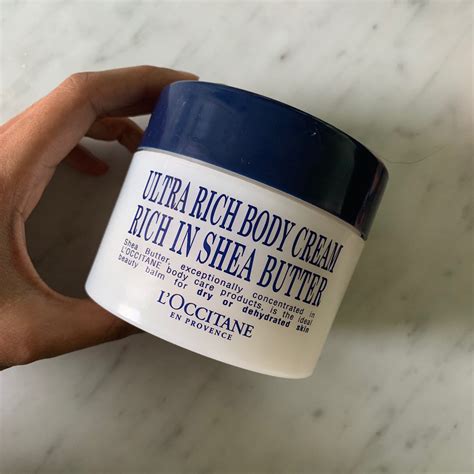 ULTRA RICH BODY CREAM
RICH IN SHEA BUTTER
Shea Butter, exceptionally concentrated in
L'OCCITANE body care products, is the ideal
beauty balm for dry or dehydrated skin
L'OCCITANE
EN PROVENCE